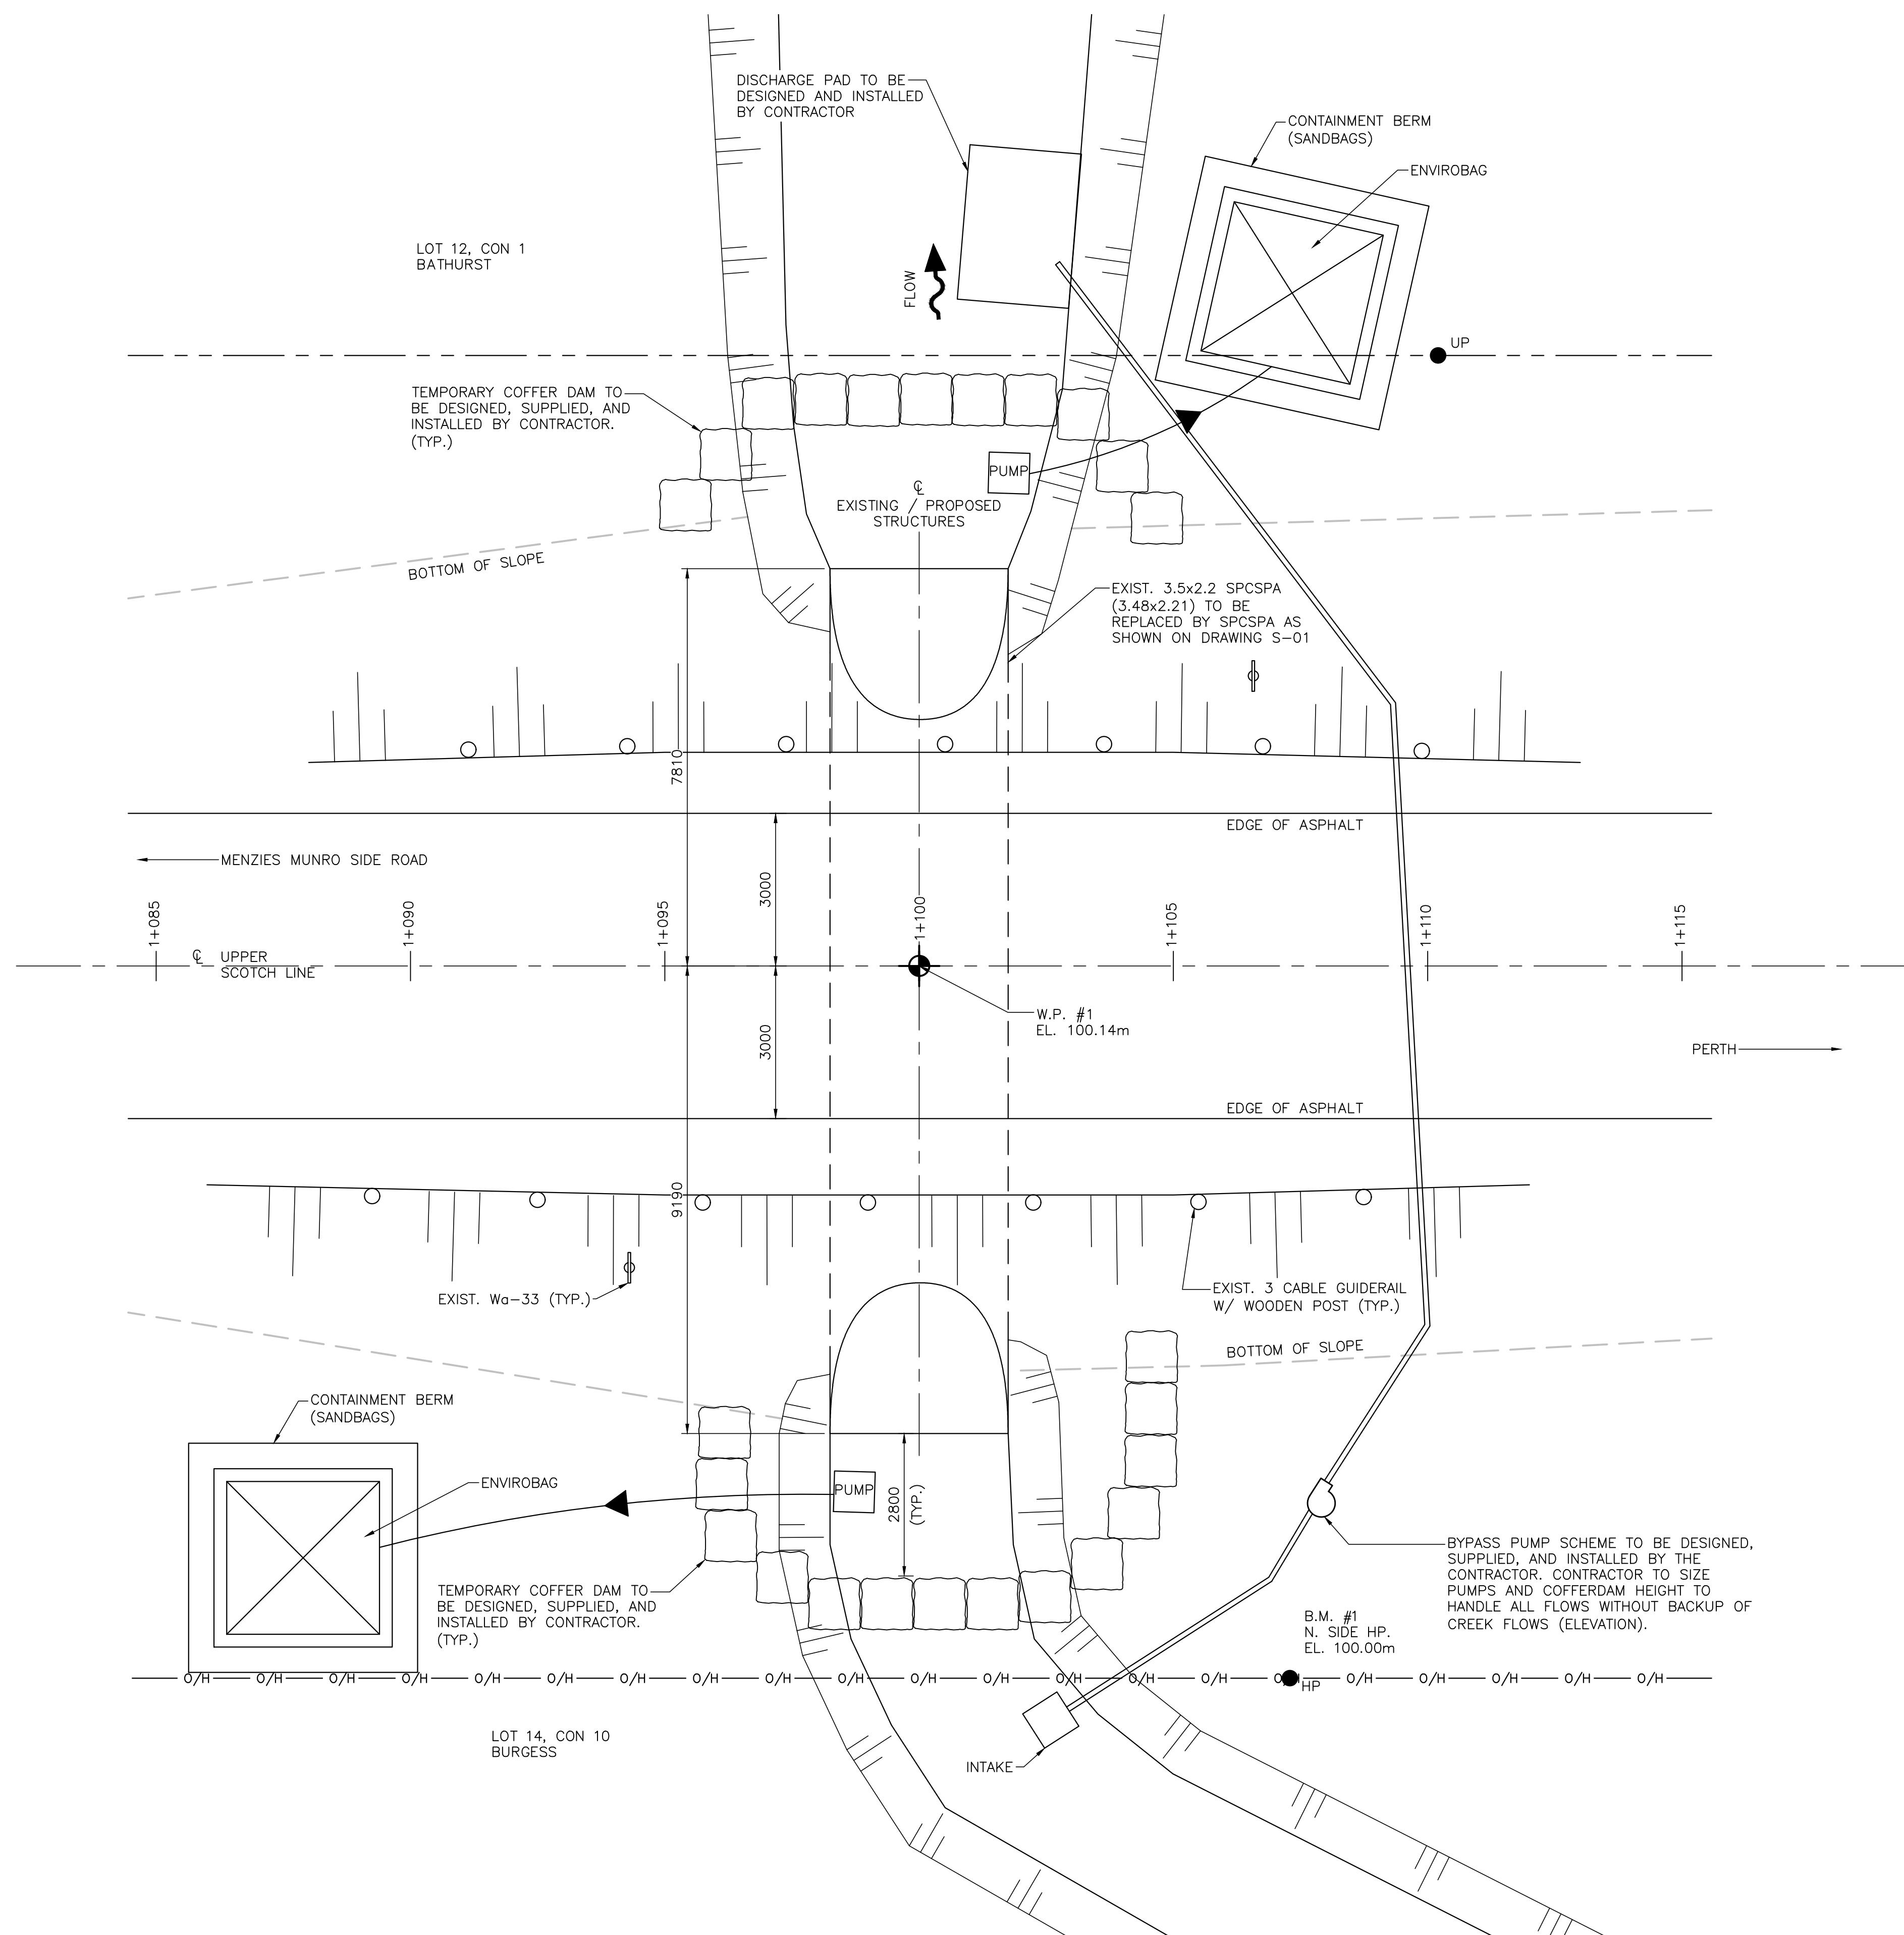 DISCHARGE PAD TO BE
DESIGNED AND INSTALLED
BY CONTRACTOR
CONTAINMENT BERM
(SANDBAGS)
ENVIROBAG
LOT 12, CON 1
BATHURST
FLOW
UP
TEMPORARY COFFER DAM TO
BE DESIGNED, SUPPLIED, AND
INSTALLED BY CONTRACTOR.
(TYP.)
PUMP
℄
EXISTING / PROPOSED
STRUCTURES
BOTTOM OF SLOPE
EXIST. 3.5x2.2 SPCSPA
(3.48x2.21) TO BE
REPLACED BY SPCSPA AS
SHOWN ON DRAWING S-01
7810
EDGE OF ASPHALT
MENZIES MUNRO SIDE ROAD
3000
1+085
1+090
1+095
1+100
1+105
1+110
1+115
℄ UPPER
SCOTCH LINE
W.P. #1
EL. 100.14m
3000
PERTH
EDGE OF ASPHALT
9190
EXIST. Wa-33 (TYP.)
EXIST. 3 CABLE GUIDERAIL
W/ WOODEN POST (TYP.)
BOTTOM OF SLOPE
CONTAINMENT BERM
(SANDBAGS)
ENVIROBAG
PUMP
2800
(TYP.)
BYPASS PUMP SCHEME TO BE DESIGNED,
SUPPLIED, AND INSTALLED BY THE
CONTRACTOR. CONTRACTOR TO SIZE
PUMPS AND COFFERDAM HEIGHT TO
HANDLE ALL FLOWS WITHOUT BACKUP OF
CREEK FLOWS (ELEVATION).
TEMPORARY COFFER DAM TO
BE DESIGNED, SUPPLIED, AND
INSTALLED BY CONTRACTOR.
(TYP.)
B.M. #1
N. SIDE HP.
EL. 100.00m
O/H O/H O/H O/H O/H O/H O/H O/H O/H O/H O/H O/H O/H O/H O/H O/H O/H O/H O/H O/H O/H
HP
LOT 14, CON 10
BURGESS
INTAKE